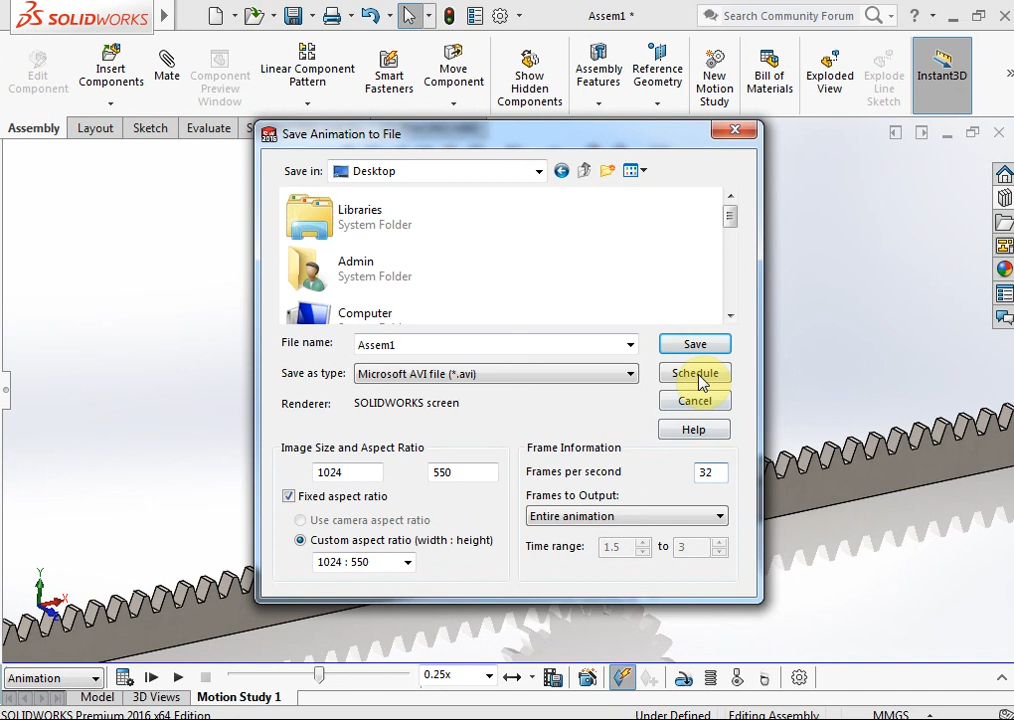 SOLIDWORKS
Assem1 *
Search Community Forum
Edit Component
Insert Components
Mate
Component Preview Window
Linear Component Pattern
Smart Fasteners
Move Component
Show Hidden Components
Assembly Features
Reference Geometry
New Motion Study
Bill of Materials
Exploded View
Explode Line Sketch
Instant3D
Assembly
Layout
Sketch
Evaluate
Save Animation to File
Save in:
Desktop
Libraries
System Folder
Admin
System Folder
Computer
File name:
Assem1
Save
Save as type:
Microsoft AVI file (*.avi)
Schedule
Renderer:
SOLIDWORKS screen
Cancel
Help
Image Size and Aspect Ratio
1024
550
Fixed aspect ratio
Use camera aspect ratio
Custom aspect ratio (width : height)
1024 : 550
Frame Information
Frames per second
32
Frames to Output:
Entire animation
Time range:
1.5
to
3
Y
X
Animation
0.25x
Model
3D Views
Motion Study 1
SOLIDWORKS Premium 2016 x64 Edition
Under Defined
Editing Assembly
MMGS